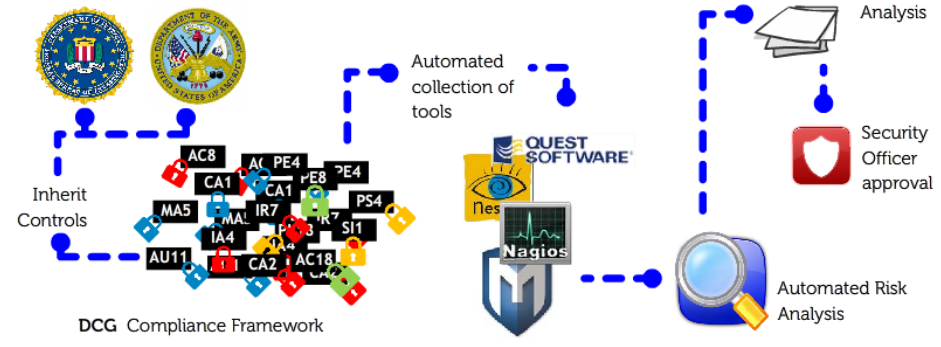 Inherit
Controls
AC8
PE4
PE4
CA1
CA1
PE8
MA5
IR7
PS4
IA4
SI1
AU11
CA2
AC18
DCG Compliance Framework
Automated
collection of
tools
QUEST
SOFTWARE®
Nagios
Analysis
Security
Officer
approval
Automated Risk
Analysis